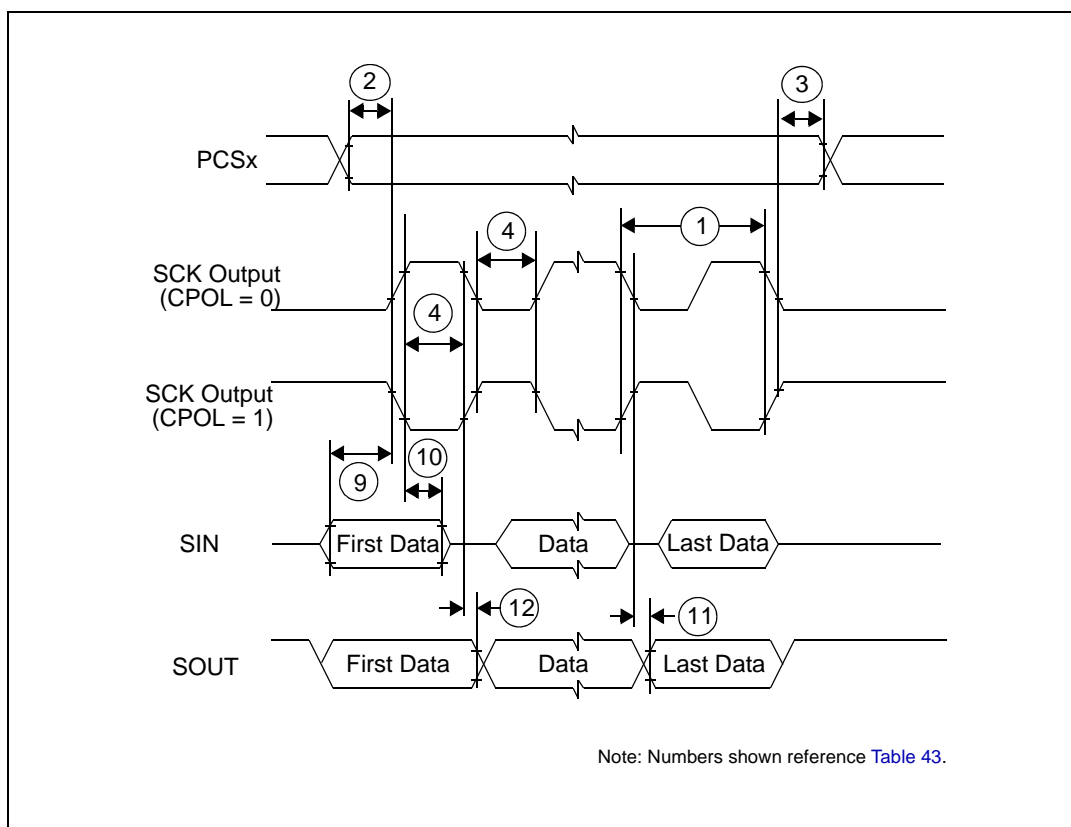 2
3
PCSx
1
4
SCK Output
(CPOL = 0)
4
SCK Output
(CPOL = 1)
10
9
SIN
First Data
Data
Last Data
12
11
SOUT
First Data
Data
Last Data
Note: Numbers shown reference Table 43.